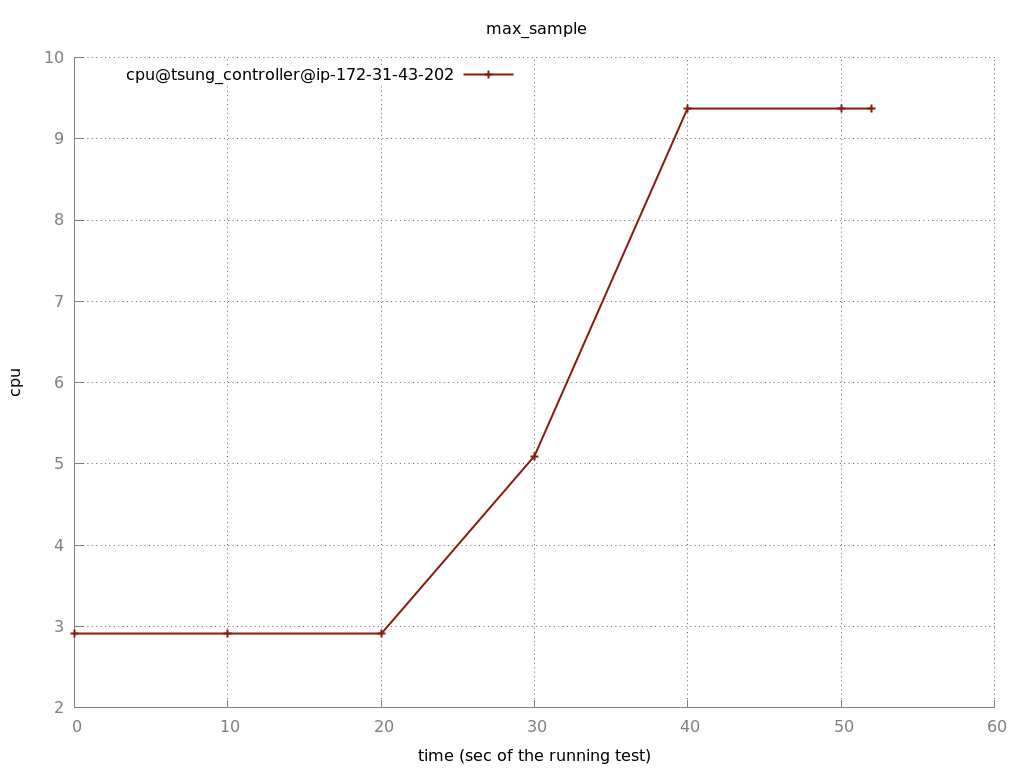 max_sample
10
cpu@tsung_controller@ip-172-31-43-202
9
8
7
6
cpu
5
4
3
2
0 10 20 30 40 50 60
time (sec of the running test)